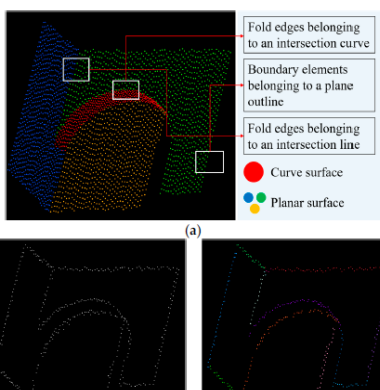 Fold edges belonging
to an intersection curve
Boundary elements
belonging to a plane
outline
Fold edges belonging
to an intersection line
Curve surface
Planar surface
(a)